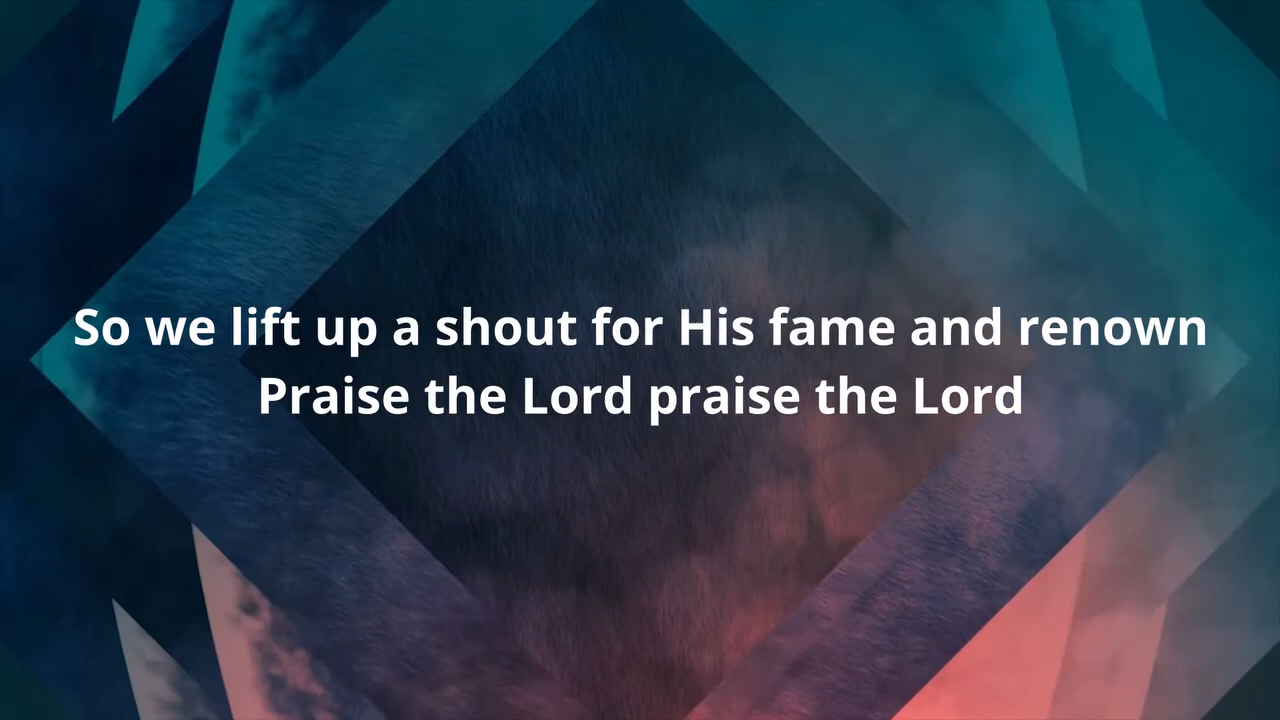 So we lift up a shout for His fame and renown
Praise the Lord praise the Lord